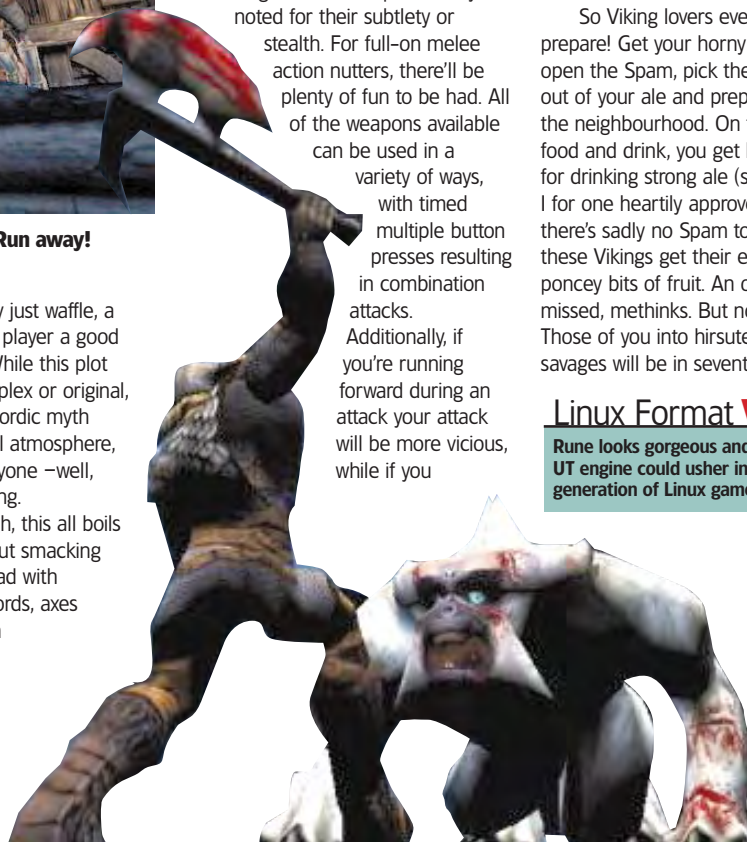 Run away!
y just waffle, a
player a good
While this plot
plex or original,
ordic myth
l atmosphere,
yone –well,
ng.
h, this all boils
ut smacking
ad with
ords, axes
noted for their subtlety or
stealth. For full-on melee
action nutters, there'll be
plenty of fun to be had. All
of the weapons available
can be used in a
variety of ways,
with timed
multiple button
presses resulting
in combination
attacks.
Additionally, if
you're running
forward during an
attack your attack
will be more vicious,
while if you
So Viking lovers eve
prepare! Get your horny
open the Spam, pick the
out of your ale and prep
the neighbourhood. On
food and drink, you get
for drinking strong ale (s
I for one heartily approve
there's sadly no Spam to
these Vikings get their e
poncey bits of fruit. An o
missed, methinks. But no
Those of you into hirsute
savages will be in sevent
Linux Format V
Rune looks gorgeous and
UT engine could usher in
generation of Linux gam